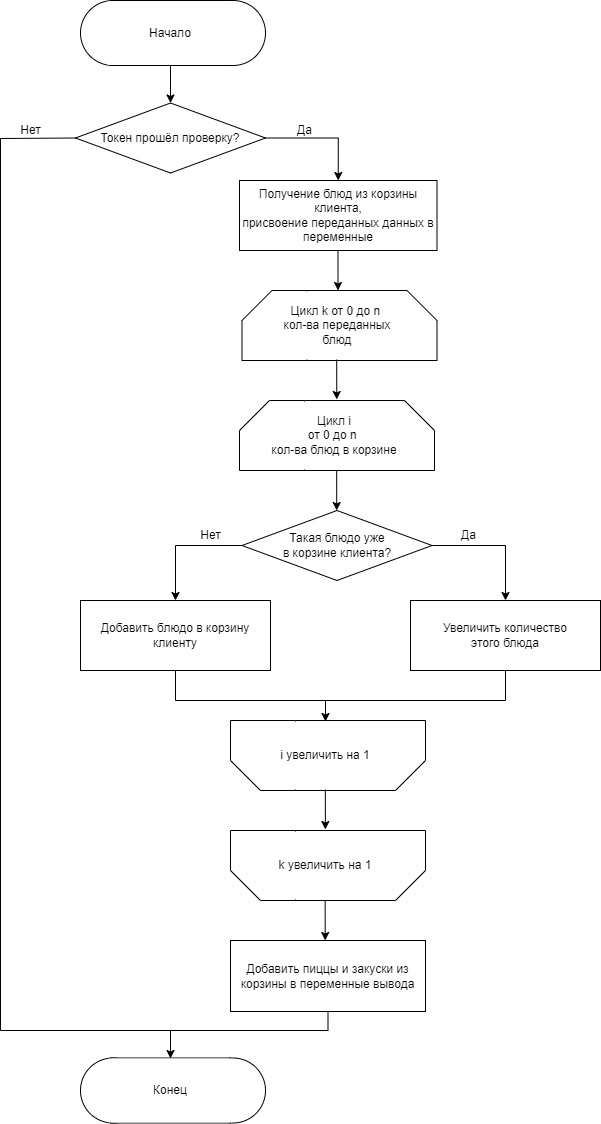 Начало
Токен прошёл проверку?
Нет
Да
Получение блюд из корзины
клиента,
присвоение переданных данных в
переменные
Цикл k от 0 до n
кол-ва переданных
блюд
Цикл i
от 0 до n
кол-ва блюд в корзине
Такая блюдо уже
в корзине клиента?
Нет
Да
Добавить блюдо в корзину
клиенту
Увеличить количество
этого блюда
i увеличить на 1
k увеличить на 1
Добавить пиццы и закуски из
корзины в переменные вывода
Конец